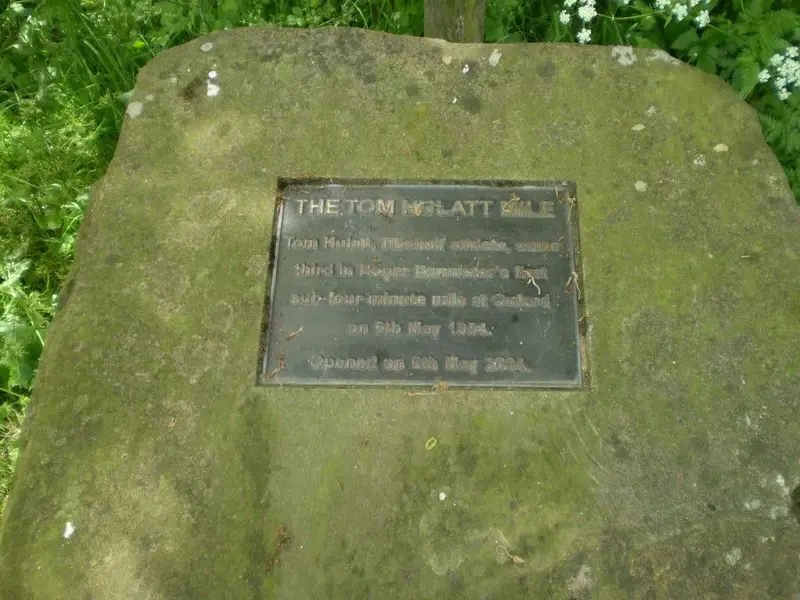 THE TOM HULATT MILE
Tom Hulatt, Tibshelf athlete, came
third in Roger Bannister's first
sub-four-minute mile at Oxford
on 6th May 1954.
Opened on 6th May 2004.